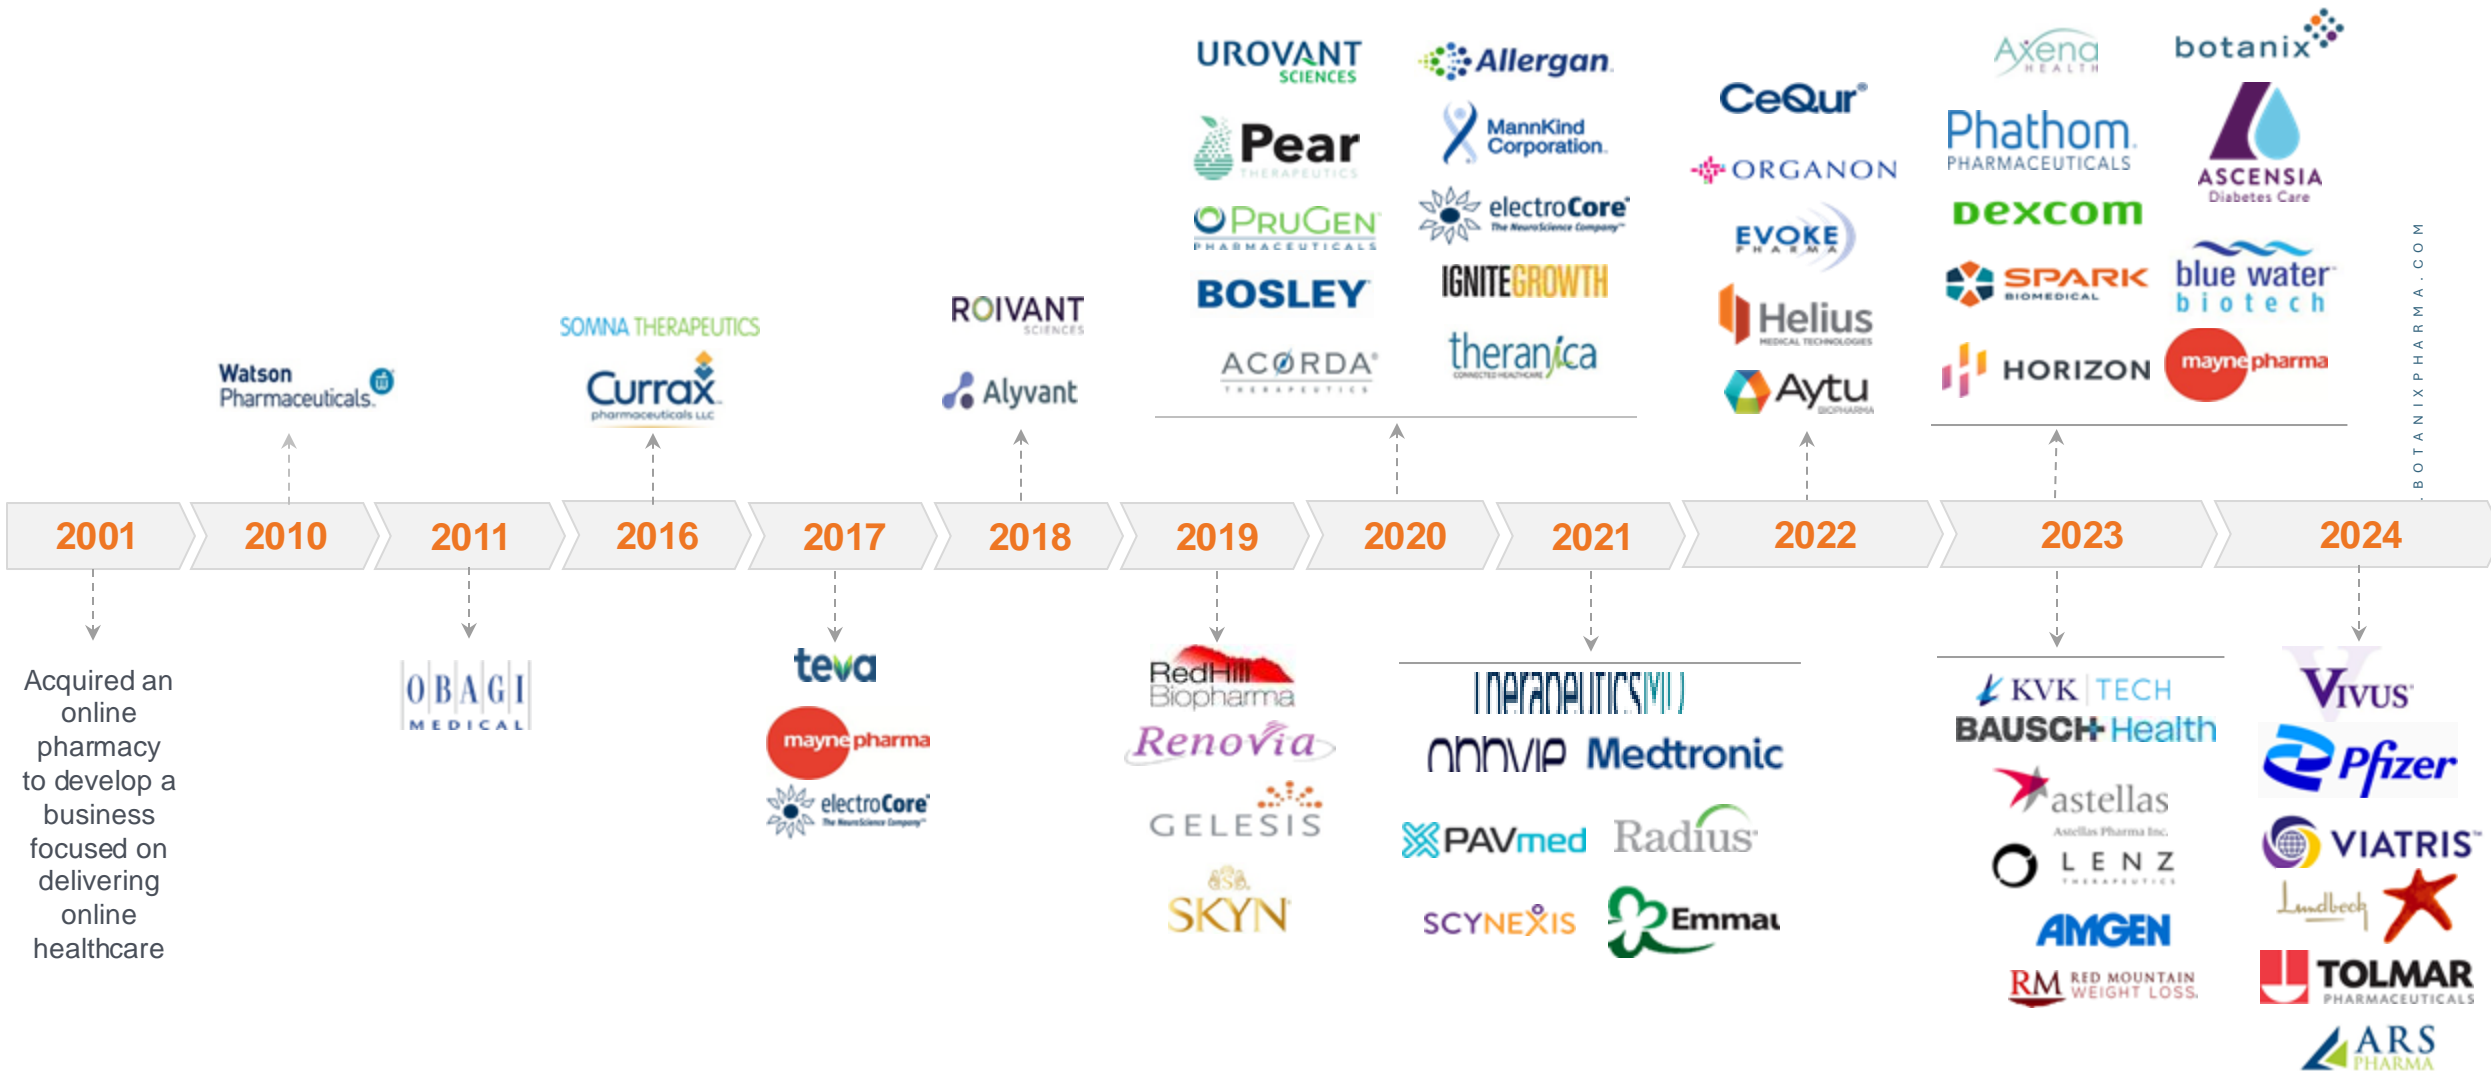 UROVANT
SCIENCES
Allergan
Pear
THERAPEUTICS
MannKind
Corporation
PRUGEN
PHARMACEUTICALS
electroCore
The NeuroScience Company
BOSLEY
IGNITEGROWTH
ACORDA
THERAPEUTICS
theranica
CONNECTED HEALTHCARE
CeQur
ORGANON
EVOKE
PHARMA
Helius
MEDICAL TECHNOLOGIES
Aytu
BIOPHARMA
Axena
HEALTH
botanix
Phathom
PHARMACEUTICALS
ASCENSIA
Diabetes Care
Dexcom
SPARK
BIOMEDICAL
blue water
biotech
HORIZON
mayne pharma
BOTANIXPHARMA.COM
Watson
Pharmaceuticals
SOMNA THERAPEUTICS
Currax
pharmaceuticals LLC
ROIVANT
SCIENCES
Alyvant
2001
2010
2011
2016
2017
2018
2019
2020
2021
2022
2023
2024
Acquired an
online
pharmacy
to develop a
business
focused on
delivering
online
healthcare
OBAGI
MEDICAL
teva
mayne pharma
electroCore
The NeuroScience Company
RedHill
Biopharma
Renovia
GELESIS
SKYN
TherapeuticsMD
abbvie
Medtronic
PAVmed
Radius
SCYNEXIS
Emmau
KVK TECH
BAUSCH+Health
astellas
Astellas Pharma Inc.
LENZ
THERAPEUTICS
AMGEN
RM RED MOUNTAIN
WEIGHT LOSS
VIVUS
Pfizer
VIATRIS
Lundbeck
TOLMAR
PHARMACEUTICALS
ARS
PHARMA